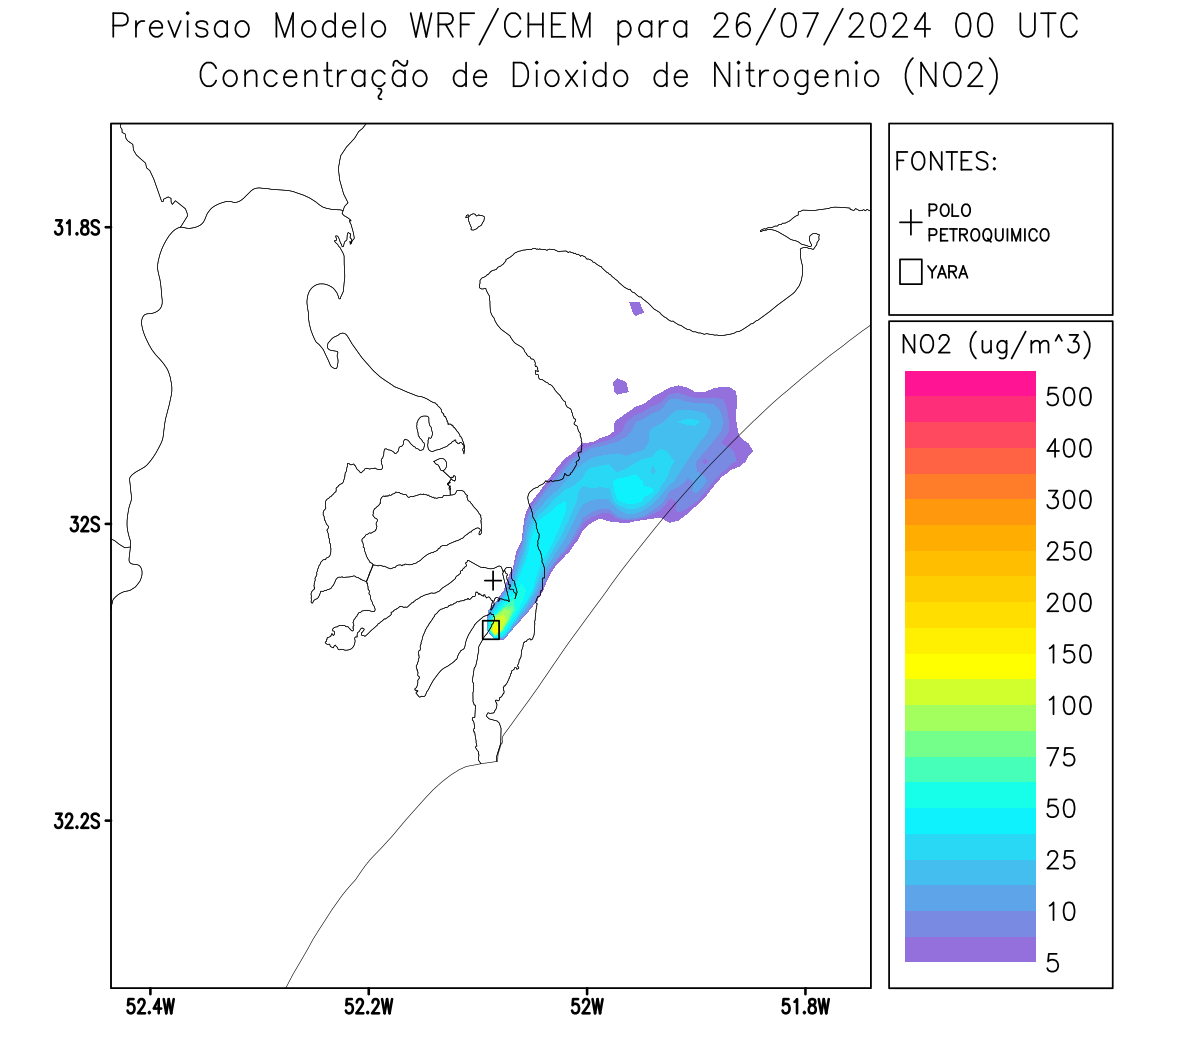 Previsao Modelo WRF/CHEM para 26/07/2024 00 UTC
Concentração de Dioxido de Nitrogenio (NO2)
FONTES:
POLO
PETROQUIMICO
YARA
31.8S
32S
32.2S
52.4W
52.2W
52W
51.8W
NO2 (ug/m^3)
500
400
300
250
200
150
100
75
50
25
10
5